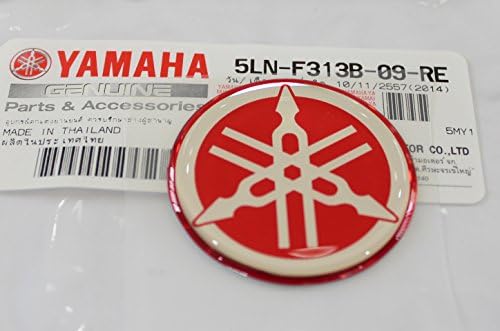 YAMAHA
5LN-F313B-09-RE
GENUINE
10/11/2557(2014)
Parts & Accessories
YAMAHA
MADE IN THAILAND
5MY1
ผลิตในประเทศไทย
CO.,LTD